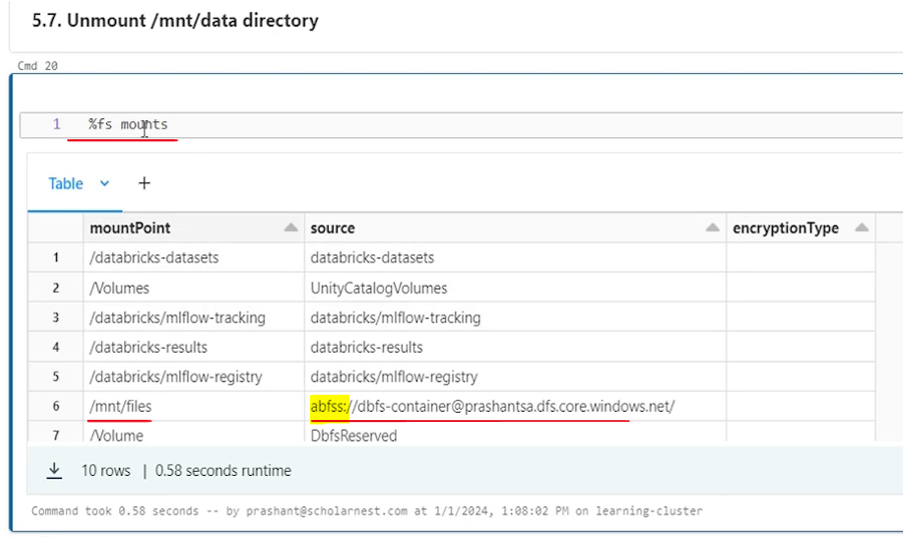 5.7. Unmount /mnt/data directory
Cmd 20
1 %fs mounts
Table +
mountPoint source encryptionType
1 /databricks-datasets databricks-datasets
2 /Volumes UnityCatalogVolumes
3 /databricks/mlflow-tracking databricks/mlflow-tracking
4 /databricks-results databricks-results
5 /databricks/mlflow-registry databricks/mlflow-registry
6 /mnt/files abfss://dbfs-container@prashantsa.dfs.core.windows.net/
7 /Volume DbfsReserved
10 rows | 0.58 seconds runtime
Command took 0.58 seconds -- by prashant@scholarnest.com at 1/1/2024, 1:08:02 PM on learning-cluster